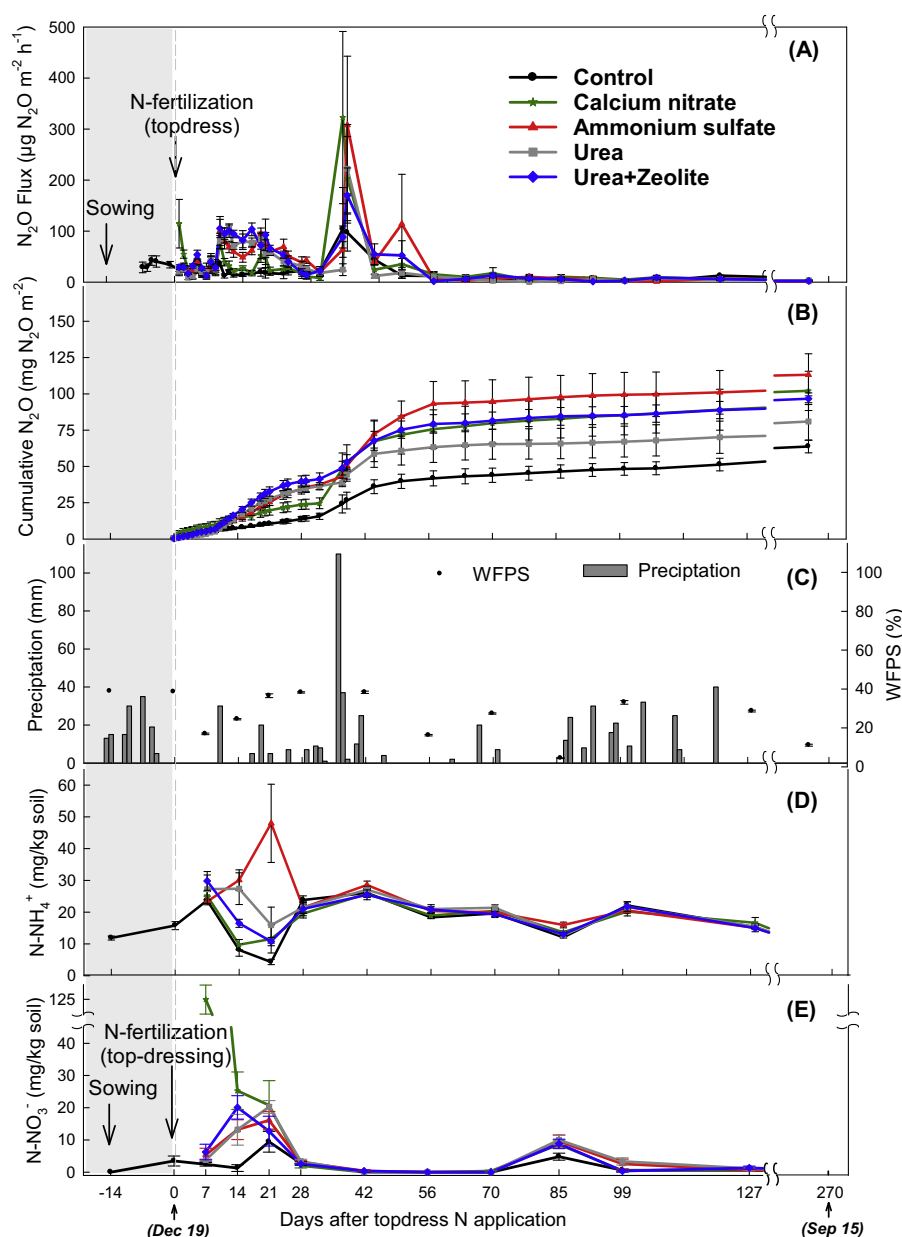 (A)
N₂O Flux (µg N₂O m⁻² h⁻¹)
500
400
300
200
100
0
N-fertilization
(topdress)
Sowing
Control
Calcium nitrate
Ammonium sulfate
Urea
Urea+Zeolite
(B)
Cumulative N₂O (mg N₂O m⁻²)
150
125
100
75
50
25
0
(C)
Preciptation (mm)
100
80
60
40
20
0
WFPS
Preciptation
100
80
60
40
20
0
WFPS (%)
(D)
N-NH₄⁺ (mg/kg soil)
60
50
40
30
20
10
0
(E)
N-NO₃⁻ (mg/kg soil)
125
40
30
20
10
0
N-fertilization
(top-dressing)
Sowing
-14 0 7 14 21 28 42 56 70 85 99 127 270
Days after topdress N application
(Dec 19)
(Sep 15)